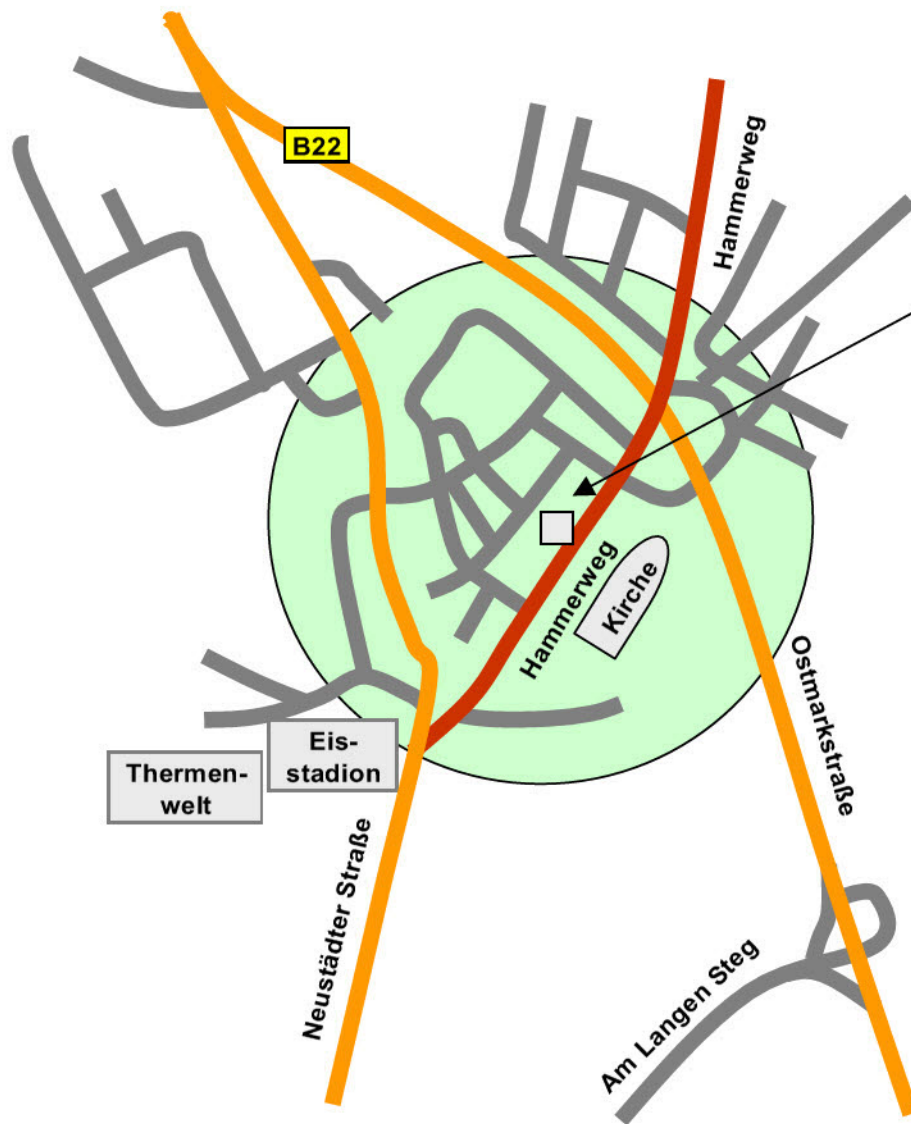 B22
Hammerweg
Hammerweg
Kirche
Eis-
stadion
Thermen-
welt
Ostmarkstraße
Neustädter Straße
Am Langen Steg